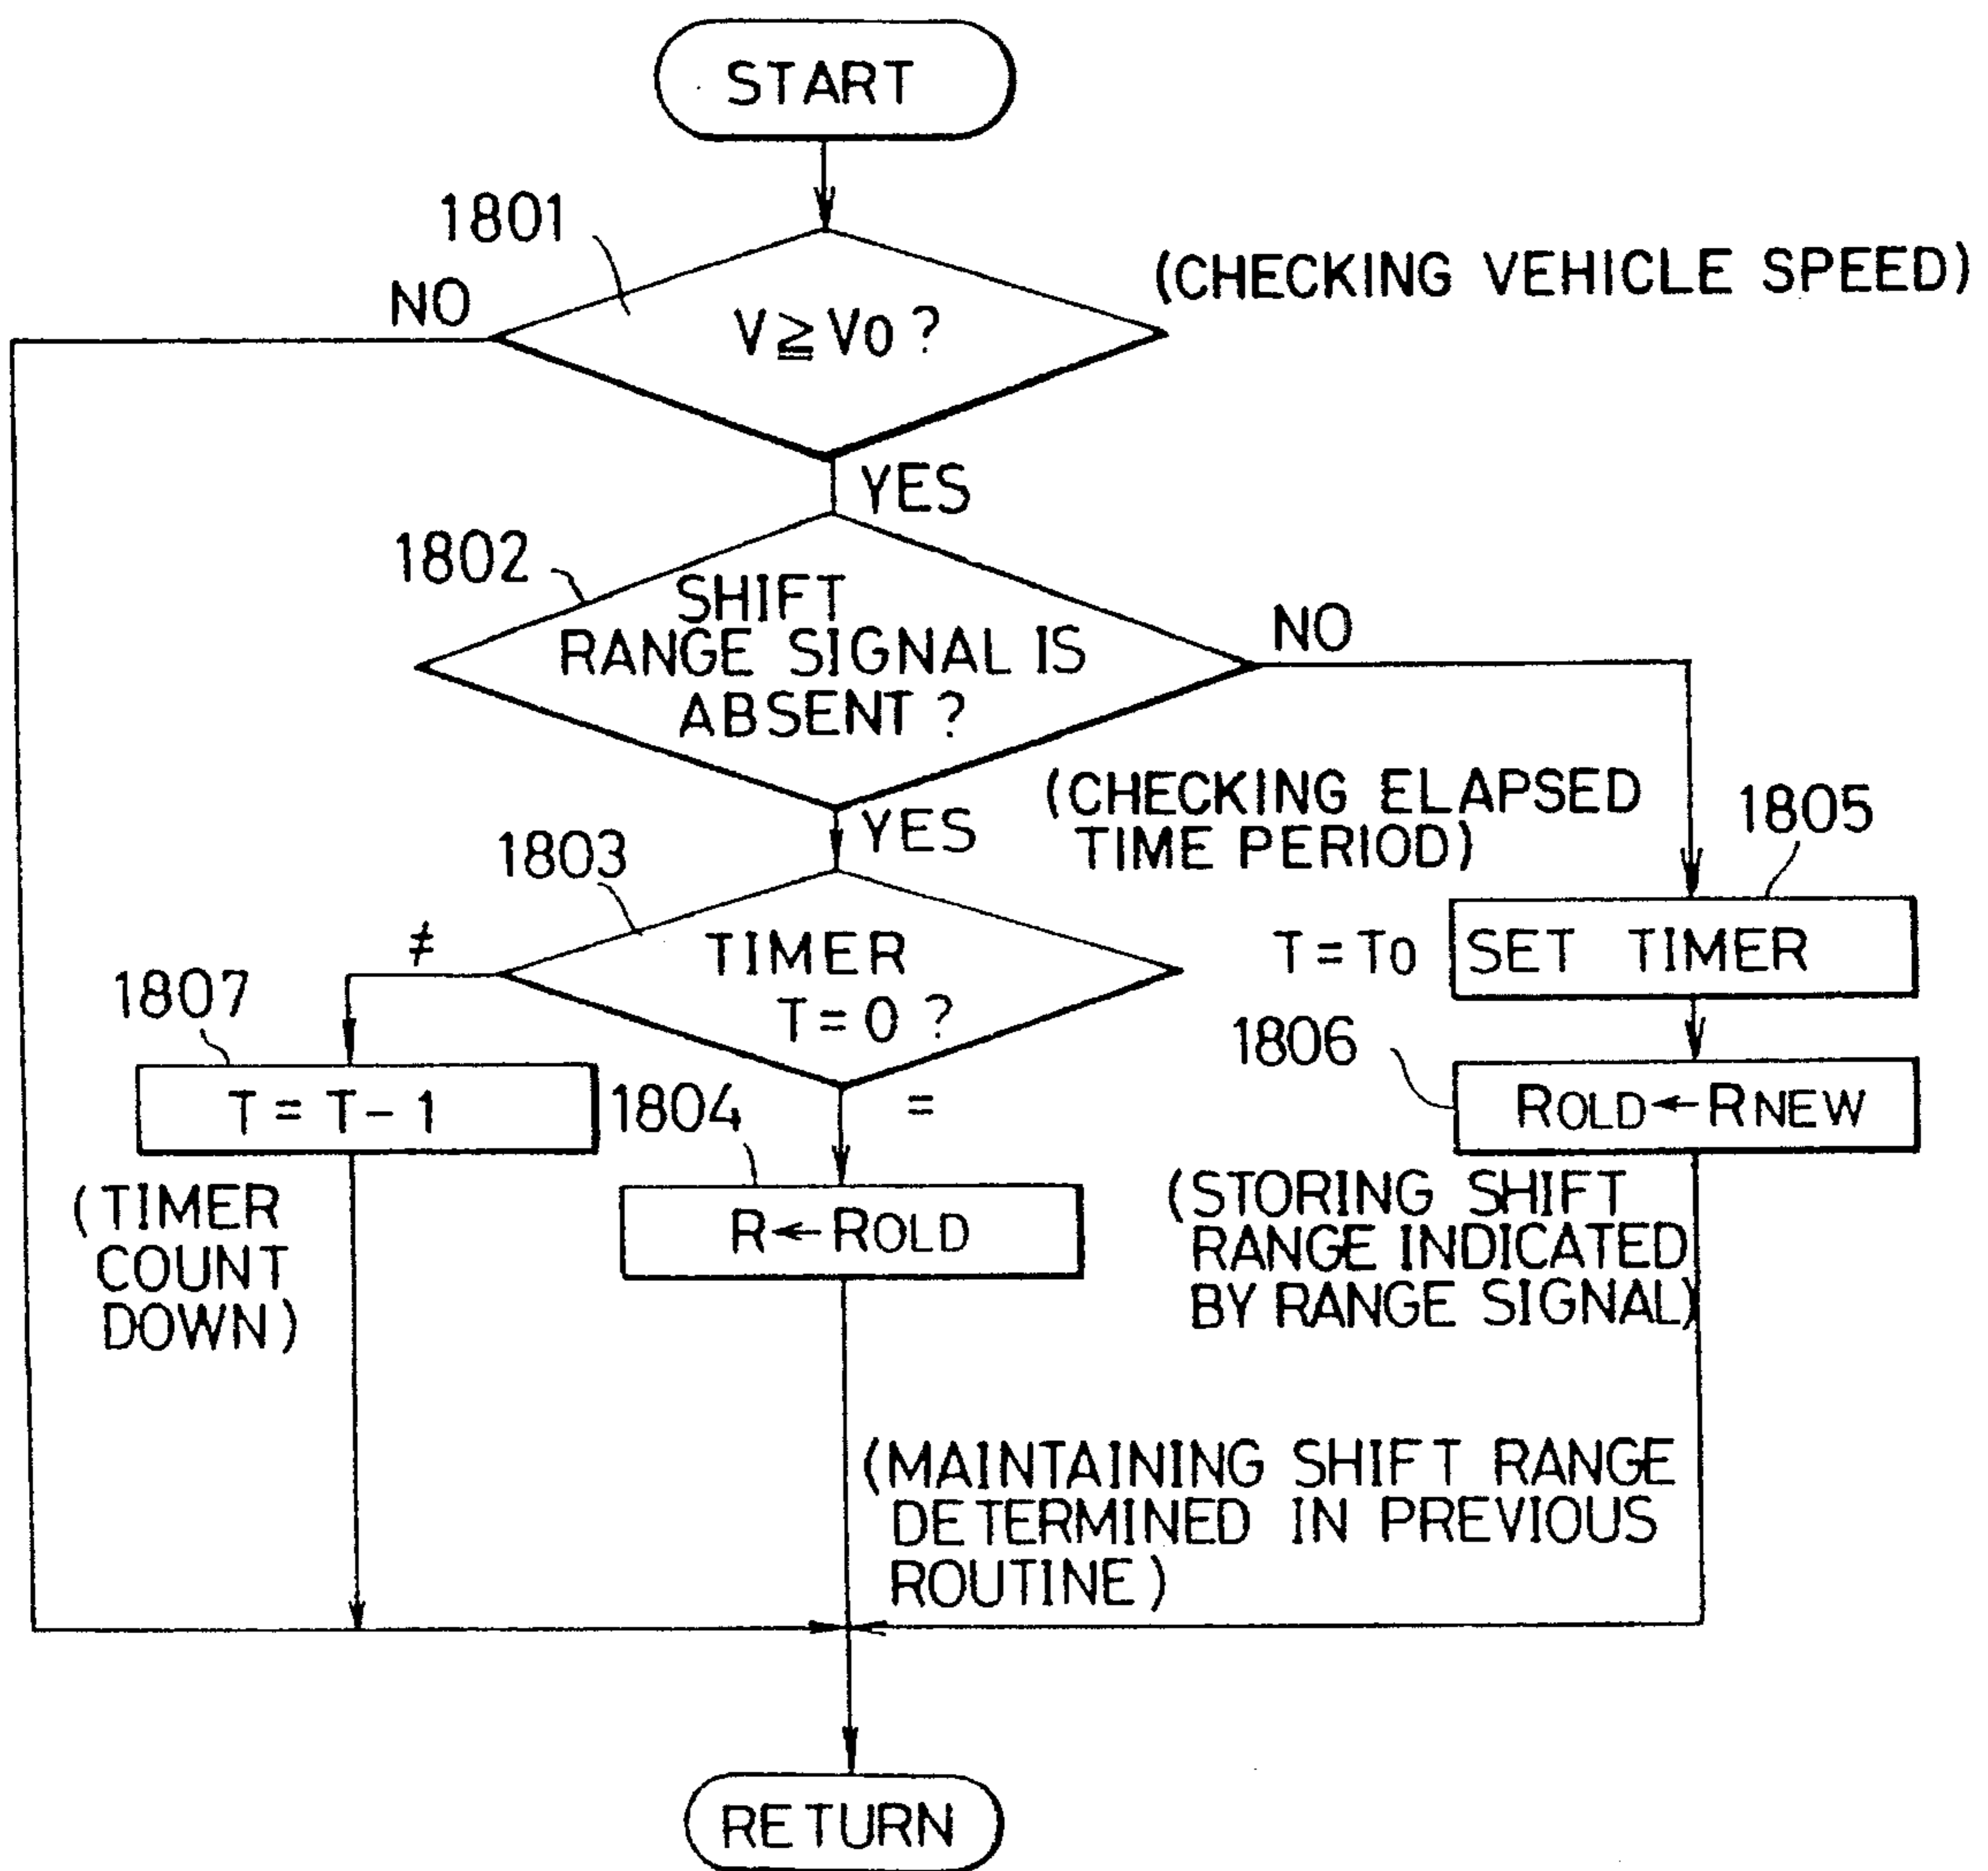 START
1801
NO
V≧V0?
(CHECKING VEHICLE SPEED)
YES
1802
SHIFT
RANGE SIGNAL IS
ABSENT?
NO
YES
(CHECKING ELAPSED
TIME PERIOD)
1803
TIMER
T=0?
≠
=
1805
T=T0
SET TIMER
1807
T=T-1
(TIMER
COUNT
DOWN)
1804
R←ROLD
1806
ROLD←RNEW
(STORING SHIFT
RANGE INDICATED
BY RANGE SIGNAL)
(MAINTAINING SHIFT RANGE
DETERMINED IN PREVIOUS
ROUTINE)
RETURN